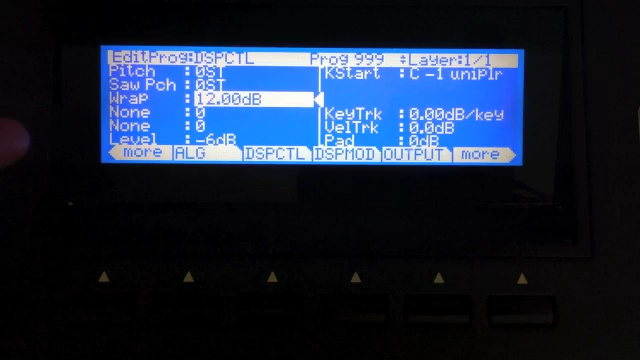 EditProg:DSPCTL Prog 999 Layer:1/1
Pitch :0ST KStart :C -1 uniplr
Saw Pch :0ST
Wrap :12.00dB
None :0 KeyTrk :0.00dB/key
None :0 VelTrk :0.0dB
Level :-6dB Pad :0dB
more ALG DSPCTL DSPMOD OUTPUT more